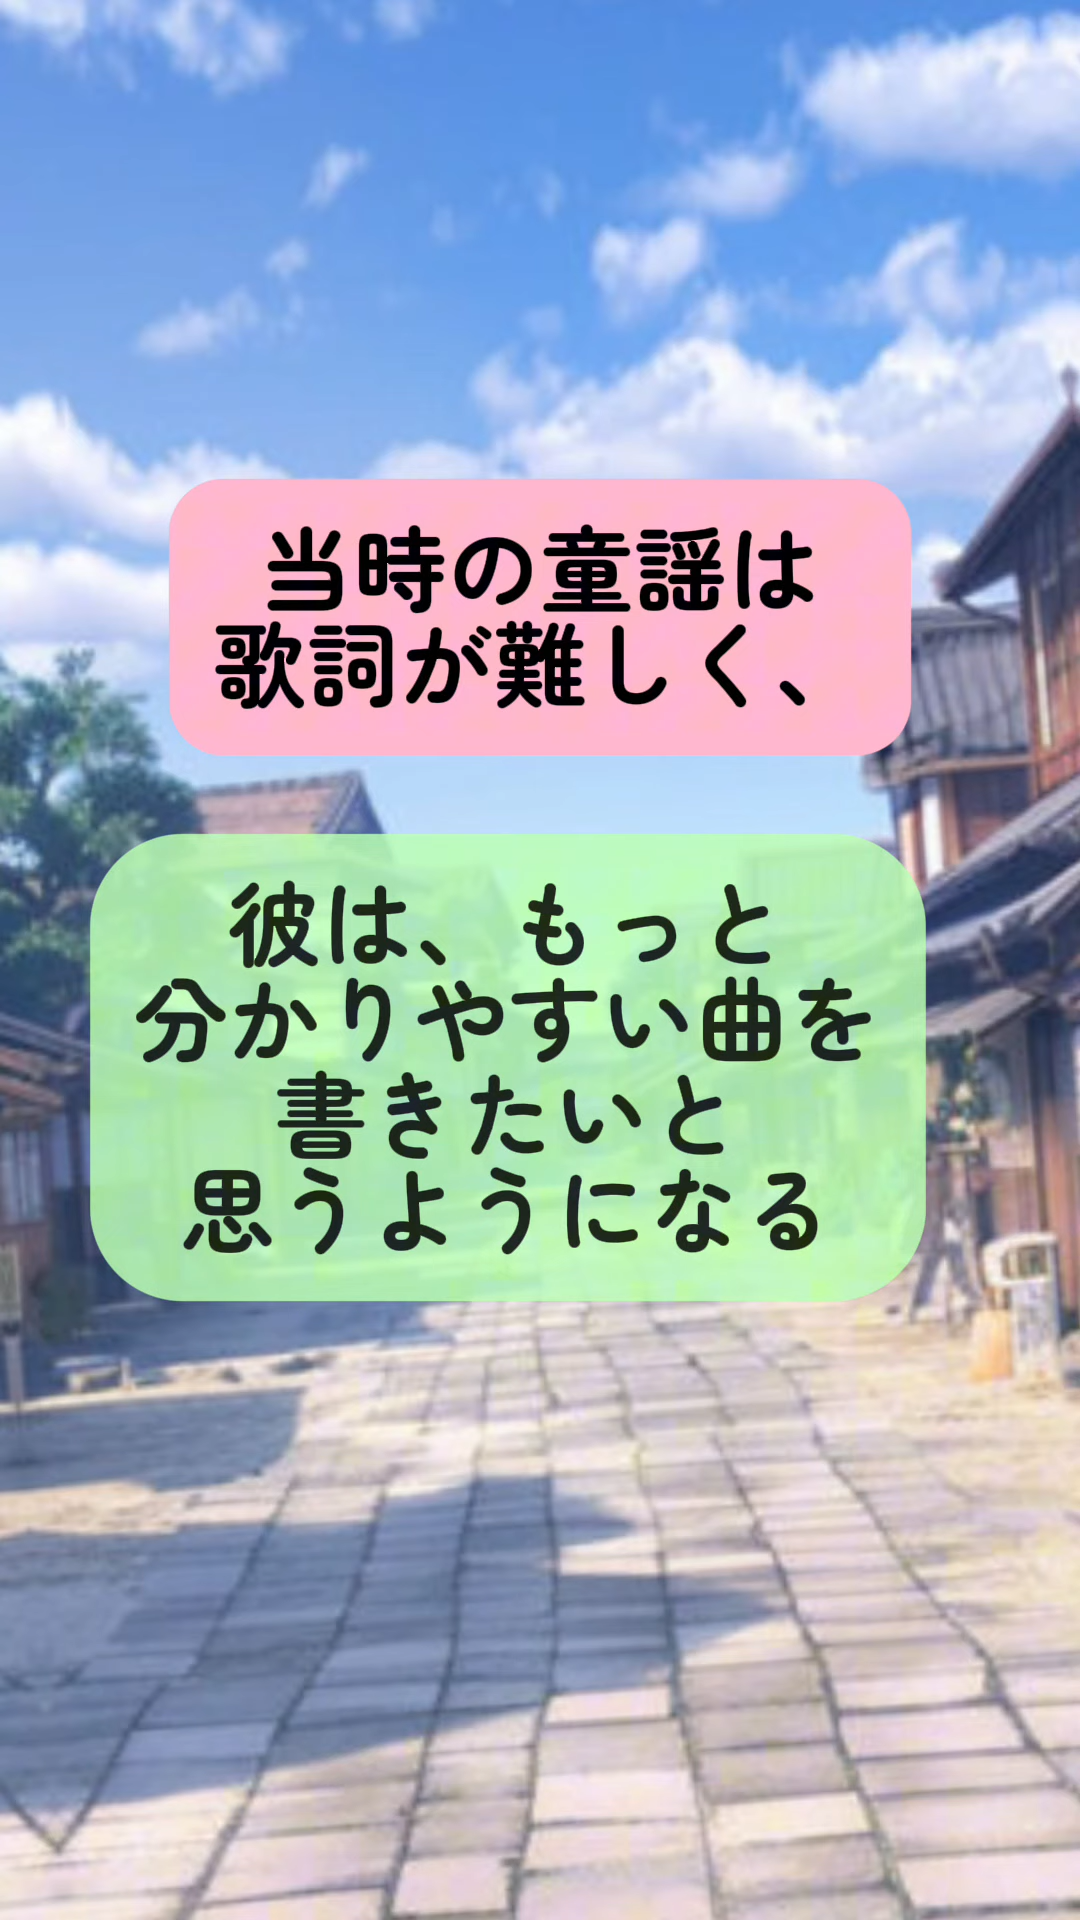 当時の童謡は
歌詞が難しく、
彼は、もっと
分かりやすい曲を
書きたいと
思うようになる